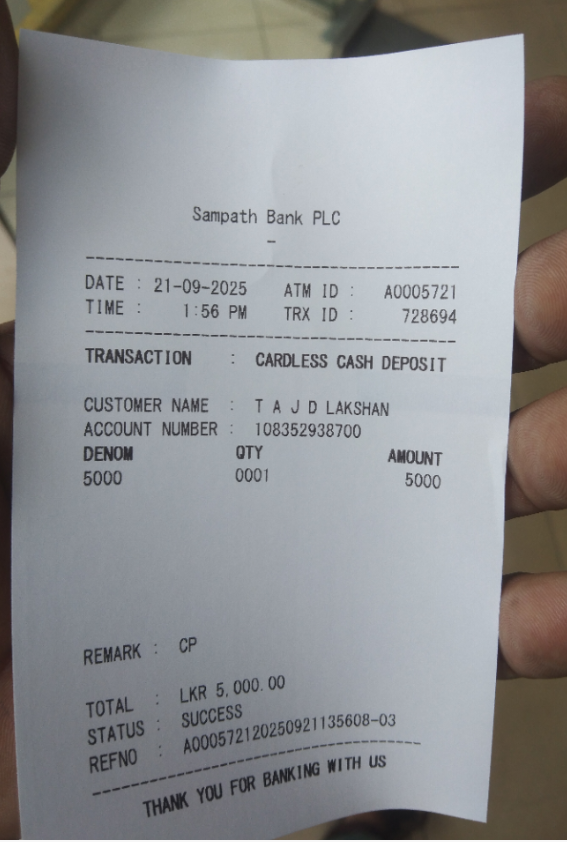 Sampath Bank PLC
-
--------------------------------------------------
DATE : 21-09-2025 ATM ID : A0005721
TIME : 1:56 PM TRX ID : 728694
--------------------------------------------------
TRANSACTION : CARDLESS CASH DEPOSIT
CUSTOMER NAME : T A J D LAKSHAN
ACCOUNT NUMBER : 108352938700
DENOM QTY AMOUNT
5000 0001 5000
REMARK : CP
TOTAL : LKR 5,000.00
STATUS : SUCCESS
REFNO : A000572120250921135608-03
--------------------------------------------------
THANK YOU FOR BANKING WITH US